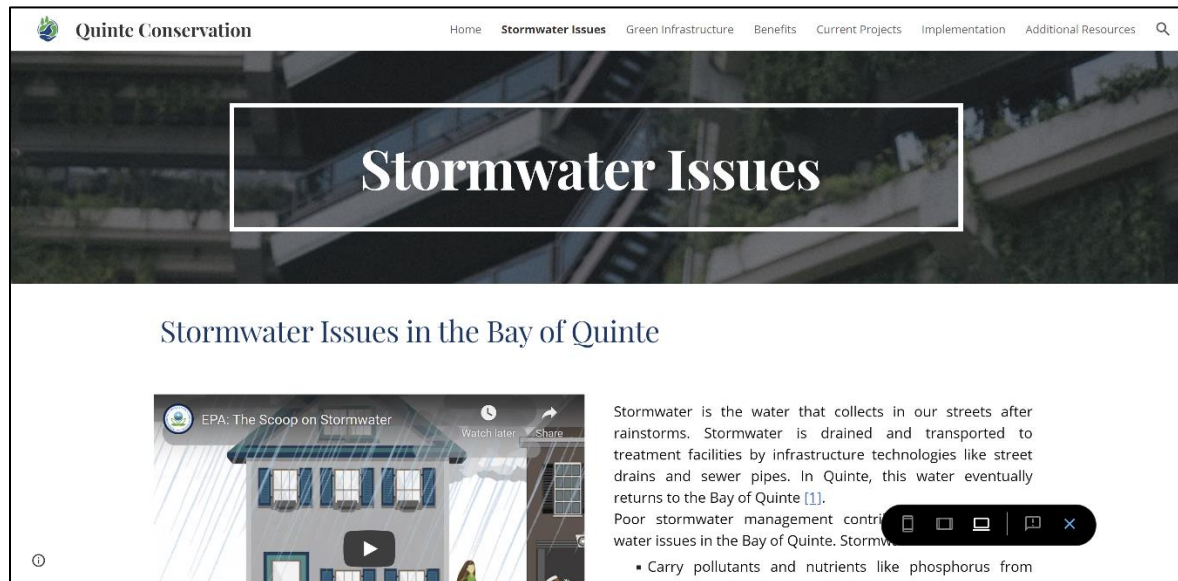 Quinte Conservation
Home Stormwater Issues Green Infrastructure Benefits Current Projects Implementation Additional Resources
Stormwater Issues
Stormwater Issues in the Bay of Quinte
EPA: The Scoop on Stormwater
Watch later Share
Stormwater is the water that collects in our streets after
rainstorms. Stormwater is drained and transported to
treatment facilities by infrastructure technologies like street
drains and sewer pipes. In Quinte, this water eventually
returns to the Bay of Quinte [1].
Poor stormwater management
water issues in the Bay of Quinte.
▪ Carry pollutants and nutrients like phosphorus from